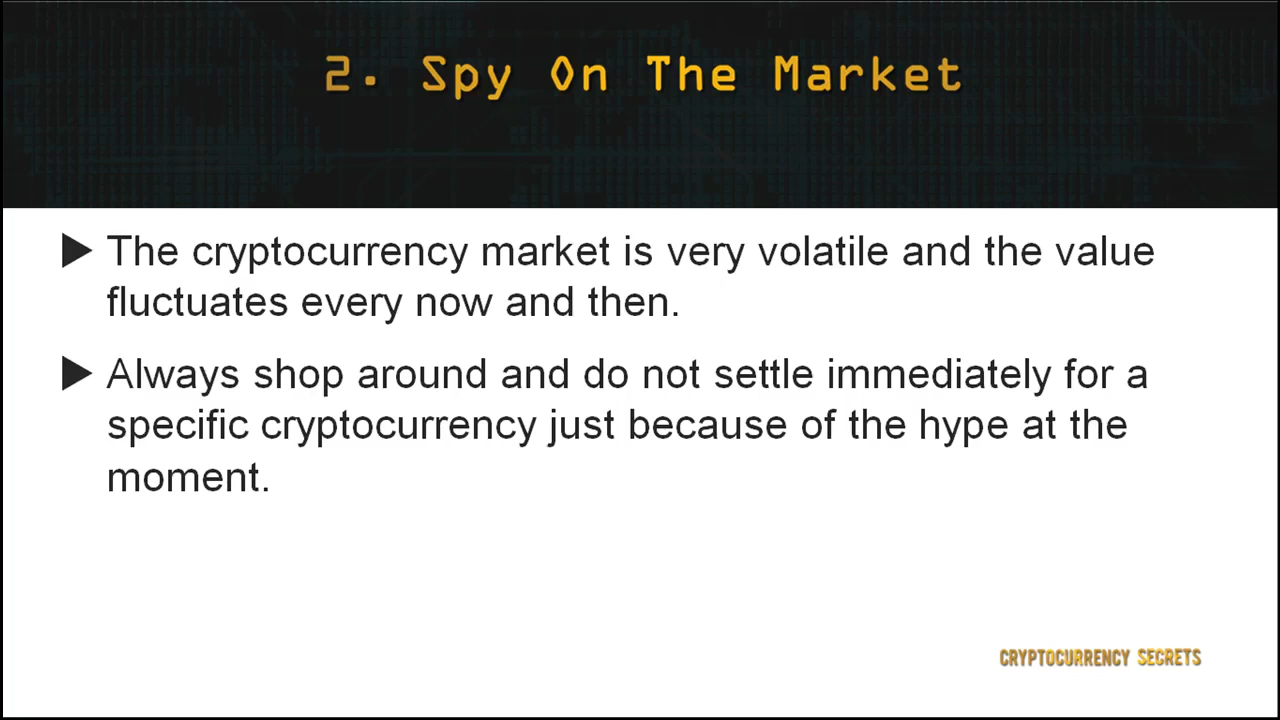 2. Spy On The Market
The cryptocurrency market is very volatile and the value
fluctuates every now and then.
Always shop around and do not settle immediately for a
specific cryptocurrency just because of the hype at the
moment.
CRYPTOCURRENCY SECRETS